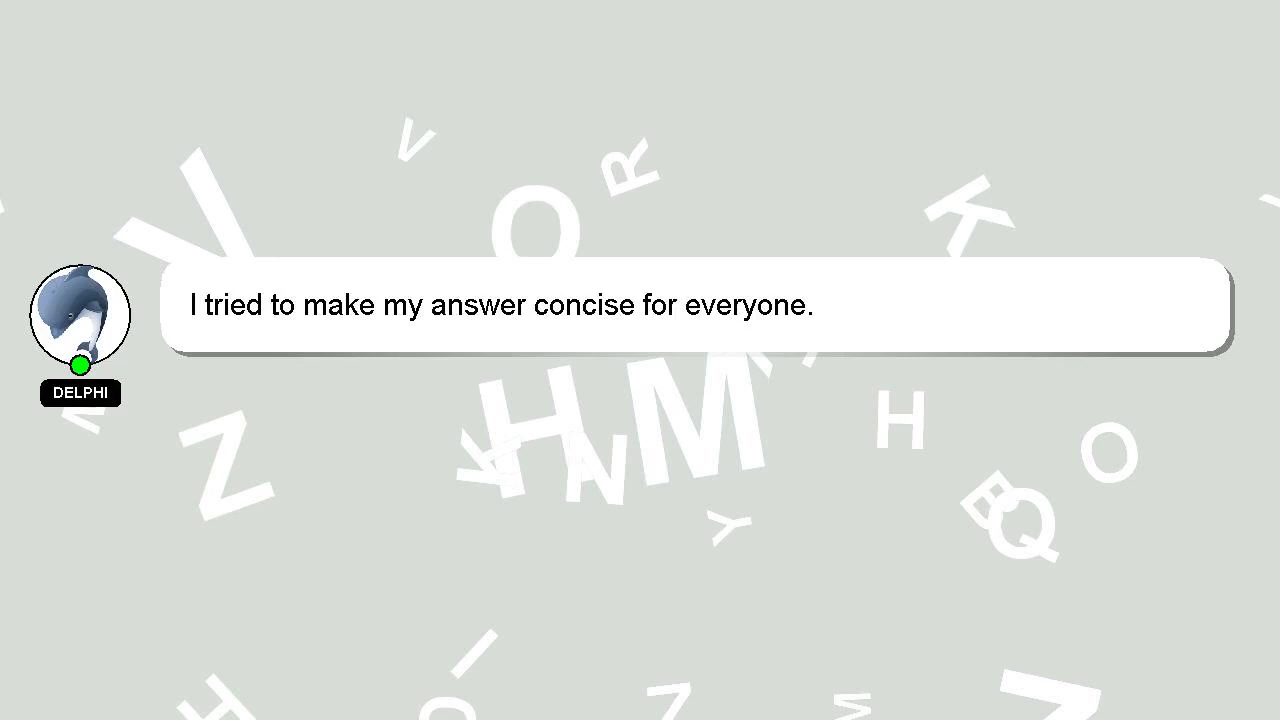 I tried to make my answer concise for everyone.
DELPHI
V
R
V
O
K
H
M
H
K
N
N
Z
O
B
Q
Y
I
H
O
Z
M